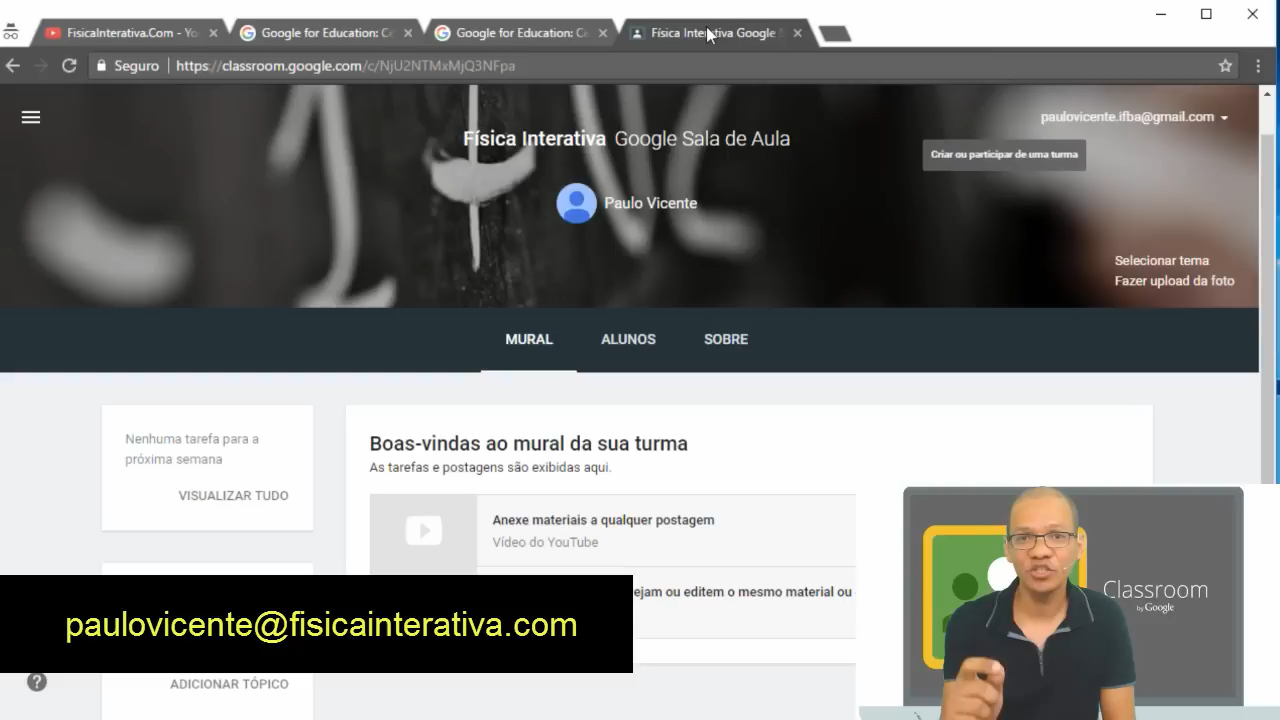 FisicaInterativa.Com - Yo
Google for Education: Ce
Google for Education: Ce
Física Interativa Google
Seguro
https://classroom.google.com/c/NjU2NTMxMjQ3NFpa
paulovicente.ifba@gmail.com
Física Interativa Google Sala de Aula
Criar ou participar de uma turma
Paulo Vicente
Selecionar tema
Fazer upload da foto
MURAL
ALUNOS
SOBRE
Nenhuma tarefa para a
próxima semana
VISUALIZAR TUDO
Boas-vindas ao mural da sua turma
As tarefas e postagens são exibidas aqui.
Anexe materiais a qualquer postagem
Vídeo do YouTube
ejam ou editem o mesmo material ou
paulovicente@fisicainterativa.com
ADICIONAR TÓPICO
Classroom
by Google